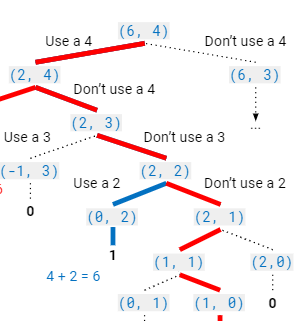 (6, 4)
Use a 4
Don't use a 4
(2, 4)
(6, 3)
Don't use a 4
(2, 3)
...
Use a 3
Don't use a 3
(-1, 3)
(2, 2)
Use a 2
Don't use a 2
0
(0, 2)
(2, 1)
1
(1, 1)
(2,0)
4 + 2 = 6
(0, 1)
(1, 0)
0